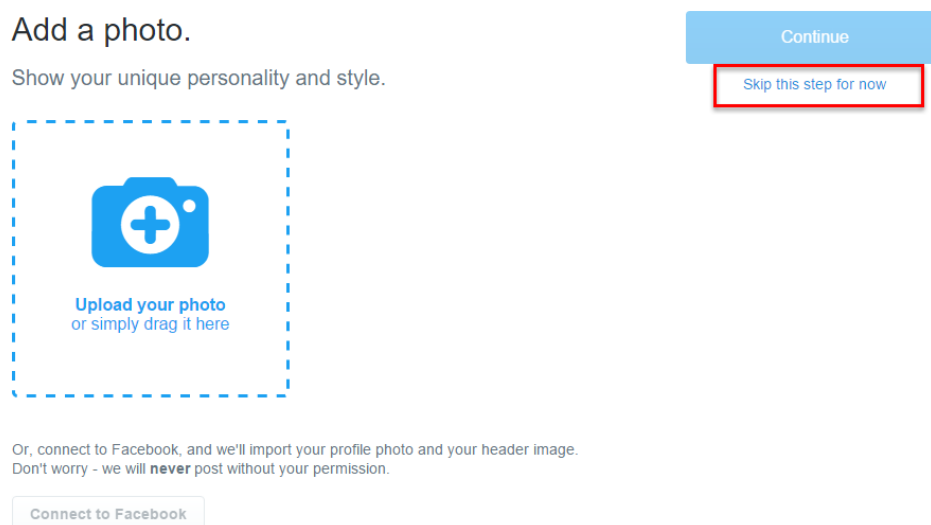 Add a photo.
Continue
Show your unique personality and style.
Skip this step for now
Upload your photo
or simply drag it here
Or, connect to Facebook, and we'll import your profile photo and your header image.
Don't worry - we will never post without your permission.
Connect to Facebook